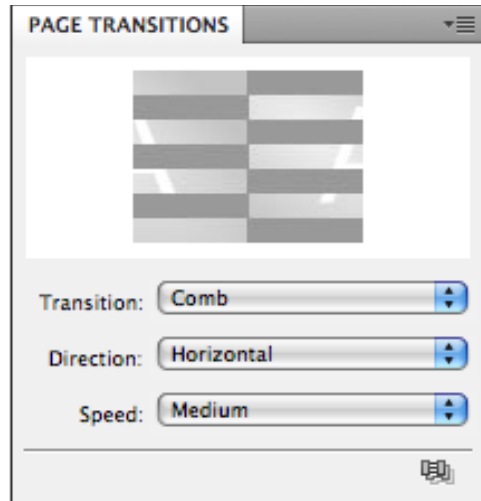 PAGE TRANSITIONS
Transition: Comb
Direction: Horizontal
Speed: Medium